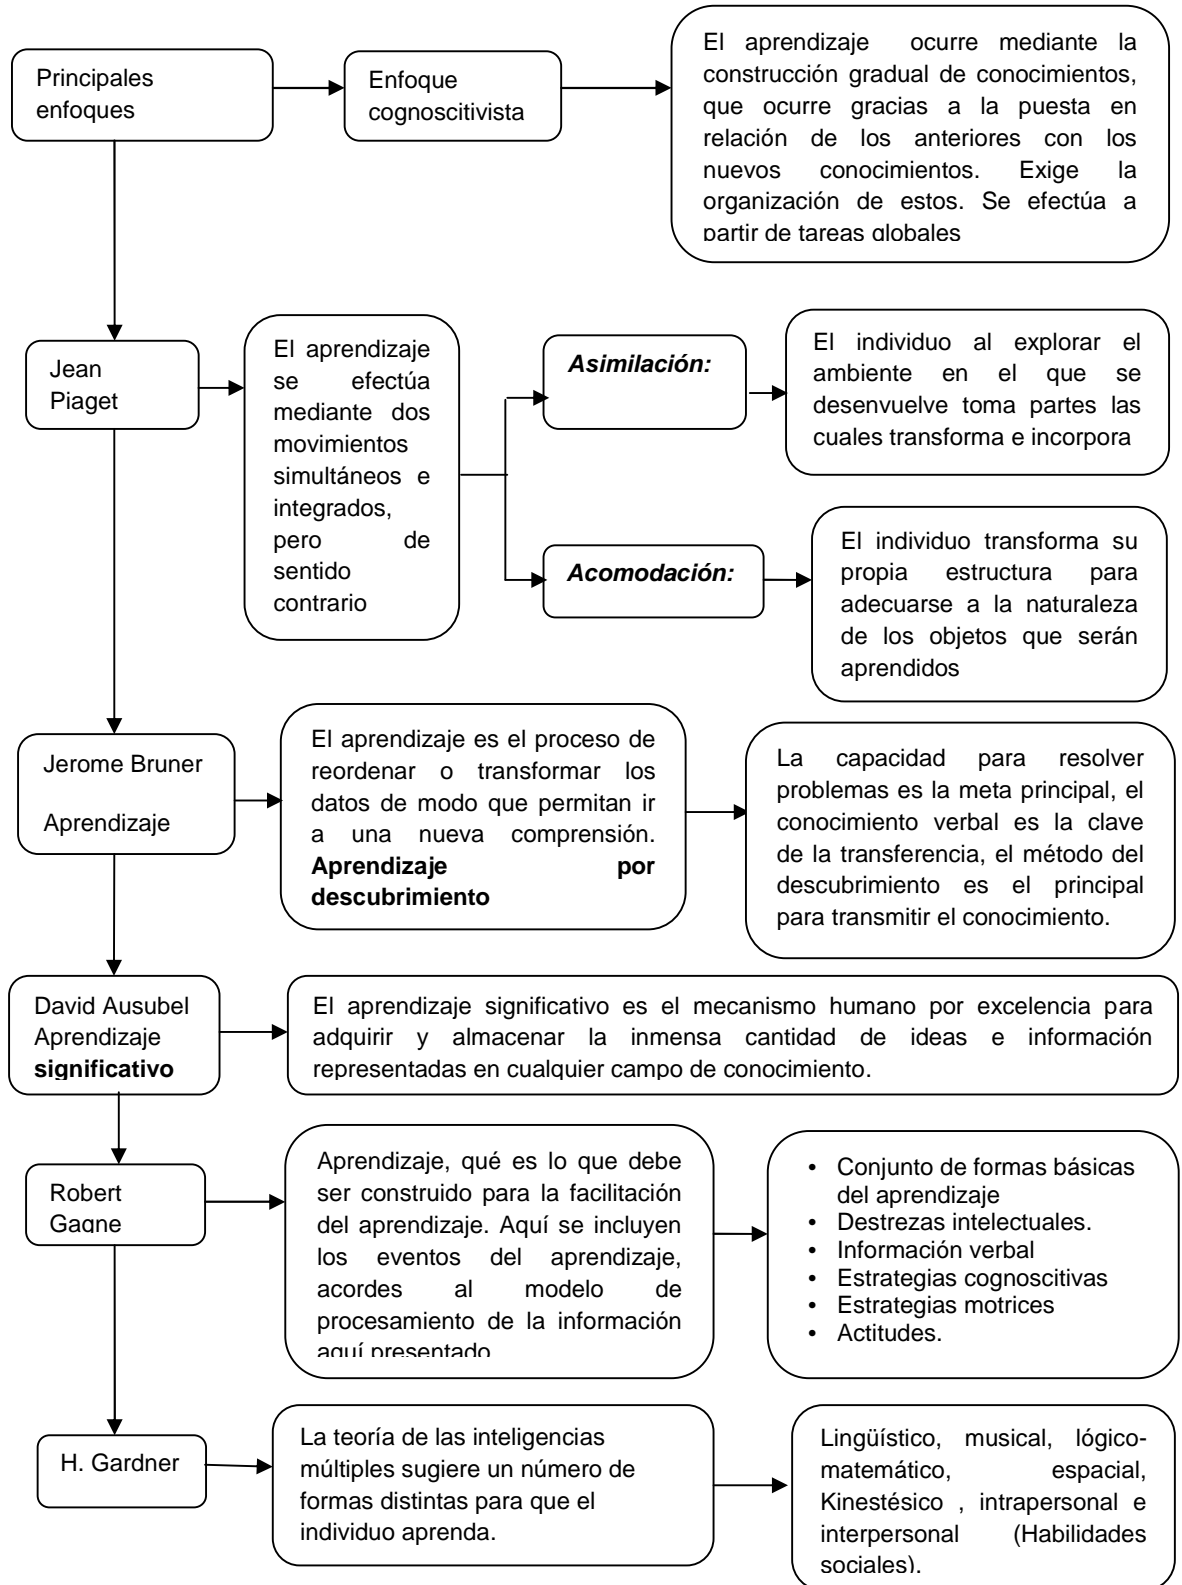 Principales
enfoques
Enfoque
cognoscitivista
El aprendizaje ocurre mediante la
construcción gradual de conocimientos,
que ocurre gracias a la puesta en
relación de los anteriores con los
nuevos conocimientos. Exige la
organización de estos. Se efectúa a
partir de tareas globales
Jean
Piaget
El aprendizaje
se efectúa
mediante dos
movimientos
simultáneos e
integrados,
pero de
sentido
contrario
Asimilación:
El individuo al explorar el
ambiente en el que se
desenvuelve toma partes las
cuales transforma e incorpora
Acomodación:
El individuo transforma su
propia estructura para
adecuarse a la naturaleza
de los objetos que serán
aprendidos
Jerome Bruner
Aprendizaje
El aprendizaje es el proceso de
reordenar o transformar los
datos de modo que permitan ir
a una nueva comprensión.
Aprendizaje por
descubrimiento
La capacidad para resolver
problemas es la meta principal, el
conocimiento verbal es la clave
de la transferencia, el método del
descubrimiento es el principal
para transmitir el conocimiento.
David Ausubel
Aprendizaje
significativo
El aprendizaje significativo es el mecanismo humano por excelencia para
adquirir y almacenar la inmensa cantidad de ideas e información
representadas en cualquier campo de conocimiento.
Robert
Gagne
Aprendizaje, qué es lo que debe
ser construido para la facilitación
del aprendizaje. Aquí se incluyen
los eventos del aprendizaje,
acordes al modelo de
procesamiento de la información
aquí presentado
• Conjunto de formas básicas
del aprendizaje
• Destrezas intelectuales.
• Información verbal
• Estrategias cognoscitivas
• Estrategias motrices
• Actitudes.
H. Gardner
La teoría de las inteligencias
múltiples sugiere un número de
formas distintas para que el
individuo aprenda.
Lingüístico, musical, lógico-
matemático, espacial,
Kinestésico , intrapersonal e
interpersonal (Habilidades
sociales).